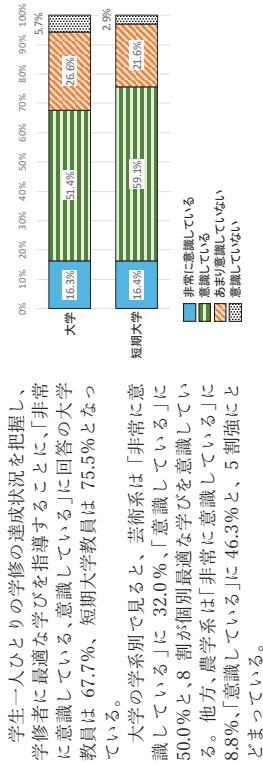 学生一人ひとりの学修の達成状況を把握し、
学修者に最適な学びを指導することに、「非常
に意識している、意識している」に回答の大学
教員は 67.7%、短期大学教員は 75.5%となっ
ている。
大学の学系別で見ると、芸術系は「非常に意
識している」に 32.0%、「意識している」に
50.0%と、8 割が個別最適な学びを意識してい
る。他方、農学系は「非常に意識している」に
8.8%、「意識している」に 46.3%と、5 割強にと
どまっている。
0% 10% 20% 30% 40% 50% 60% 70% 80% 90% 100%
大学 16.3% 51.4% 26.6% 5.7%
短期大学 16.4% 59.1% 21.6% 2.9%
非常に意識している
意識している
あまり意識していない
意識していない